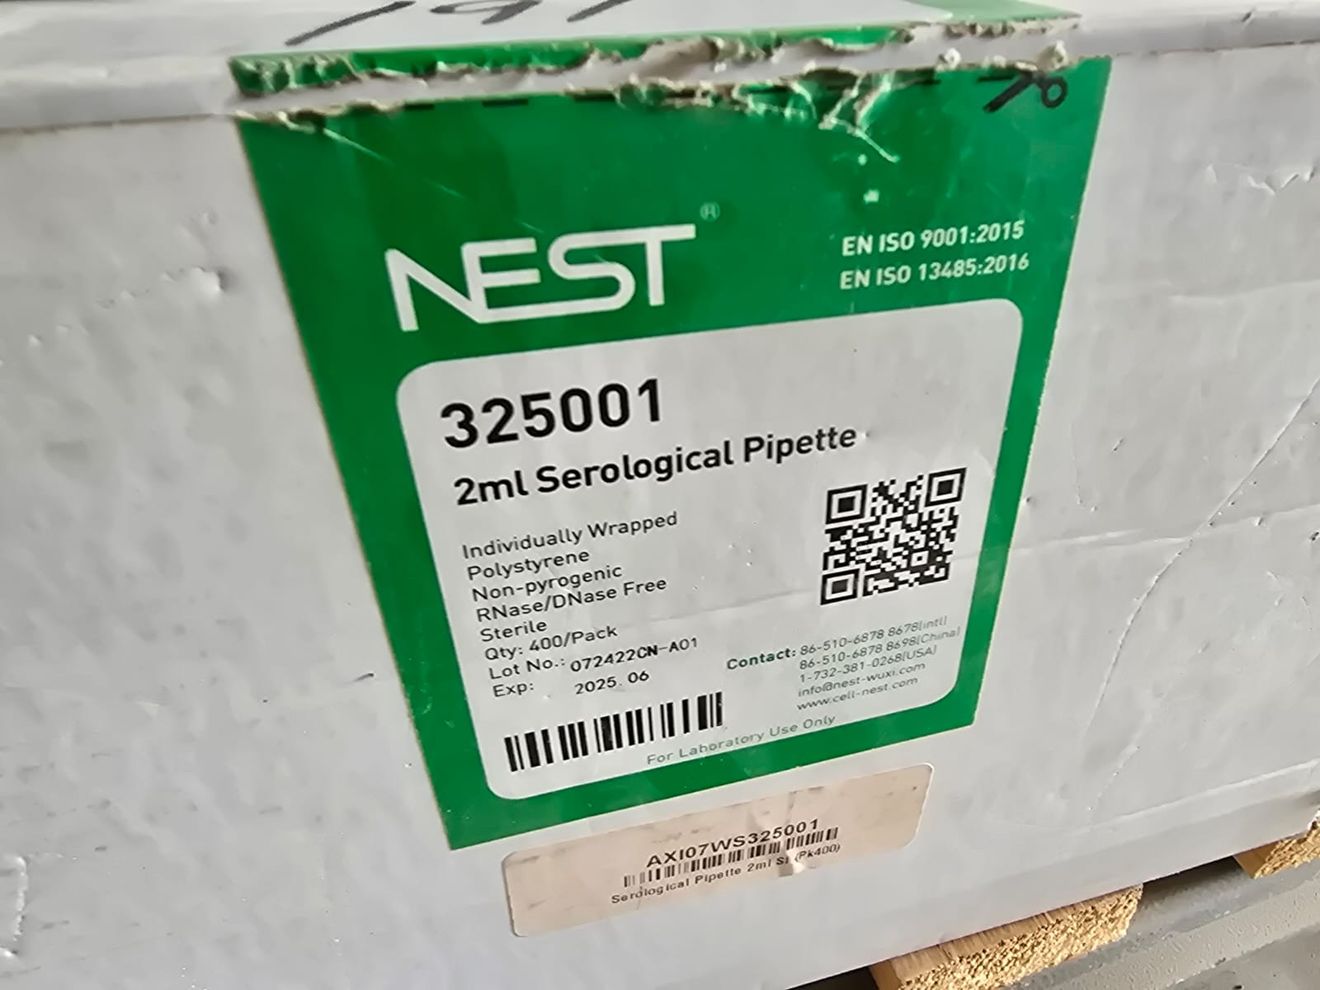 191
70
NEST®
EN ISO 9001:2015
EN ISO 13485:2016
325001
2ml Serological Pipette
Individually Wrapped
Polystyrene
Non-pyrogenic
RNase/DNase Free
Sterile
Qty: 400/Pack
Lot No.: 072422CN-A01
Exp: 2025.06
Contact: 86-510-6878 8678(intl)
86-510-6878 8698(China)
1-732-381-0268(USA)
info@nest-wuxi.com
www.cell-nest.com
For Laboratory Use Only
AXI07WS325001
Serological Pipette 2ml (Pk400)